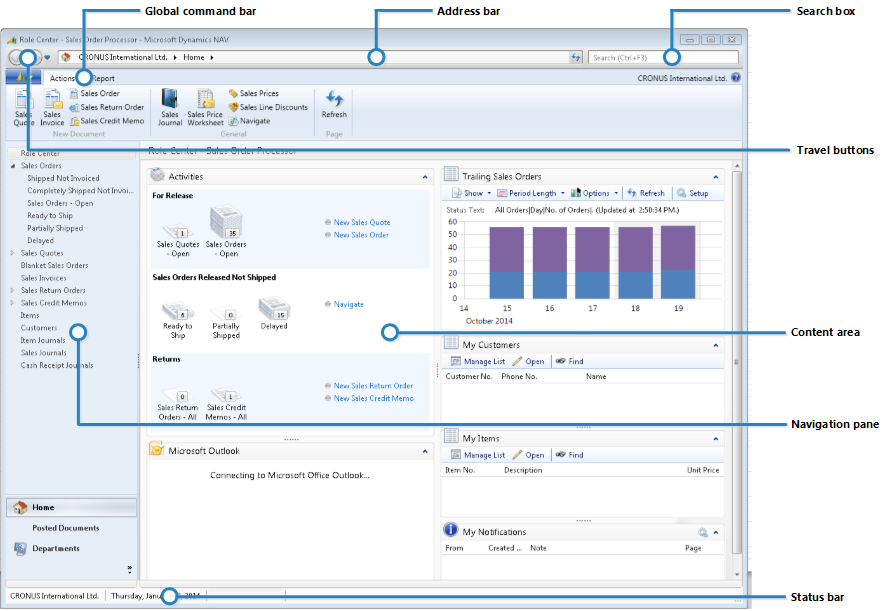 Global command bar
Address bar
Search box
Role Center - Sales Order Processor - Microsoft Dynamics NAV
CRONUS International Ltd. Home
Search (Ctrl+F3)
Actions Report
CRONUS International Ltd.
Sales Quote
Sales Invoice
Sales Order
Sales Return Order
Sales Credit Memo
New Document
Sales Journal
Sales Price Worksheet
Sales Prices
Sales Line Discounts
Navigate
General
Refresh
Page
Travel buttons
Role Center
Sales Orders
Shipped Not Invoiced
Completely Shipped Not Invoi...
Sales Orders - Open
Ready to Ship
Partially Shipped
Delayed
Sales Quotes
Blanket Sales Orders
Sales Invoices
Sales Return Orders
Sales Credit Memos
Items
Customers
Item Journals
Sales Journals
Cash Receipt Journals
Home
Posted Documents
Departments
Role Center - Sales Order Processor
Activities
For Release
1
Sales Quotes - Open
35
Sales Orders - Open
New Sales Quote
New Sales Order
Sales Orders Released Not Shipped
6
Ready to Ship
0
Partially Shipped
15
Delayed
Navigate
Returns
0
Sales Return Orders - All
1
Sales Credit Memos - All
New Sales Return Order
New Sales Credit Memo
Microsoft Outlook
Connecting to Microsoft Office Outlook...
Trailing Sales Orders
Show Period Length Options Refresh Setup
Status Text: All Orders|Day|No. of Orders|. (Updated at 2:50:34 PM.)
60
50
40
30
20
10
0
14 15 16 17 18 19
October 2014
My Customers
Manage List Open Find
Customer No. Phone No. Name
My Items
Manage List Open Find
Item No. Description Unit Price
My Notifications
From Created ... Note Page
Content area
Navigation pane
CRONUS International Ltd. Thursday, 2014
Status bar